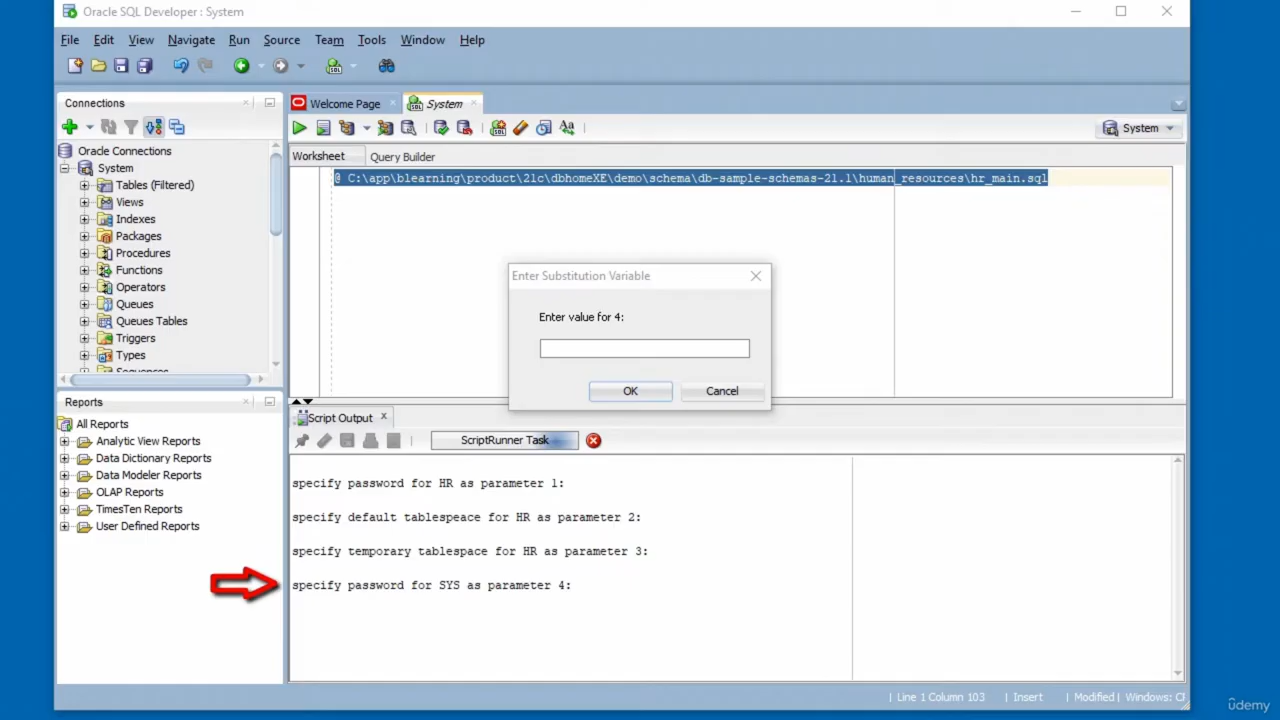 Oracle SQL Developer : System
File Edit View Navigate Run Source Team Tools Window Help
Connections
Oracle Connections
System
Tables (Filtered)
Views
Indexes
Packages
Procedures
Functions
Operators
Queues
Queues Tables
Triggers
Types
Sequences
Reports
All Reports
Analytic View Reports
Data Dictionary Reports
Data Modeler Reports
OLAP Reports
TimesTen Reports
User Defined Reports
Welcome Page System
System
Worksheet Query Builder
@ C:\app\blearning\product\21c\dbhomeXE\demo\schema\db-sample-schemas-21.1\human_resources\hr_main.sql
Enter Substitution Variable
Enter value for 4:
OK Cancel
Script Output
ScriptRunner Task
specify password for HR as parameter 1:
specify default tablespeace for HR as parameter 2:
specify temporary tablespace for HR as parameter 3:
specify password for SYS as parameter 4:
| Line 1 Column 103 | Insert | Modified | Windows: Cl
udemy